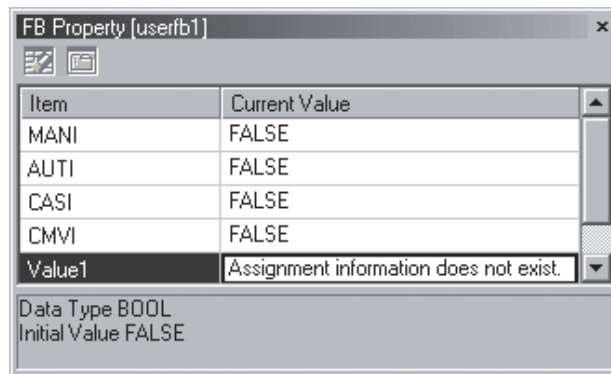 FB Property [userfb1]
Item Current Value
MANI FALSE
AUTI FALSE
CASI FALSE
CMVI FALSE
Value1 Assignment information does not exist.
Data Type BOOL
Initial Value FALSE